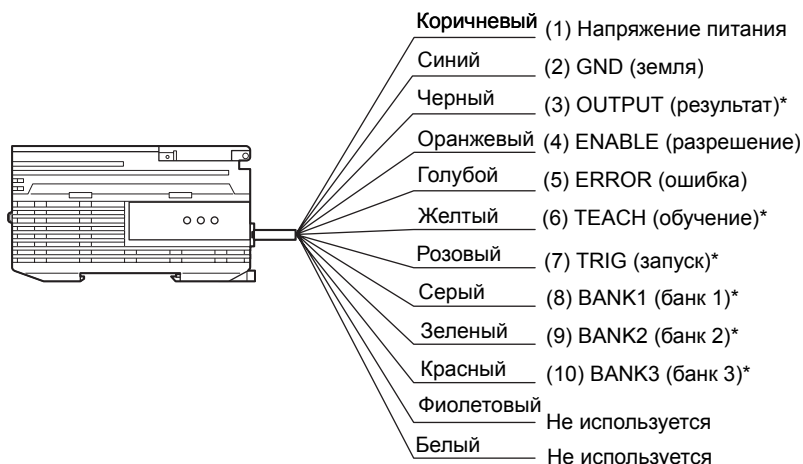 Коричневый (1) Напряжение питания
Синий (2) GND (земля)
Черный (3) OUTPUT (результат)*
Оранжевый (4) ENABLE (разрешение)
Голубой (5) ERROR (ошибка)
Желтый (6) TEACH (обучение)*
Розовый (7) TRIG (запуск)*
Серый (8) BANK1 (банк 1)*
Зеленый (9) BANK2 (банк 2)*
Красный (10) BANK3 (банк 3)*
Фиолетовый Не используется
Белый Не используется